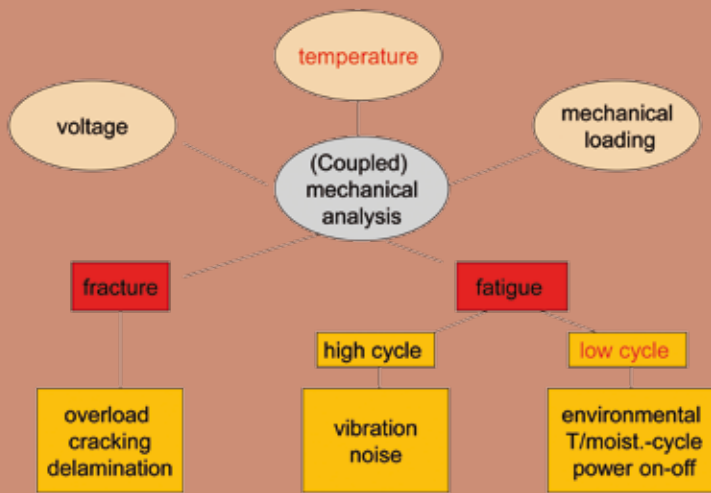 temperature
voltage
mechanical
loading
(Coupled)
mechanical
analysis
fracture
fatigue
high cycle
low cycle
overload
cracking
delamination
vibration
noise
environmental
T/moist.-cycle
power on-off